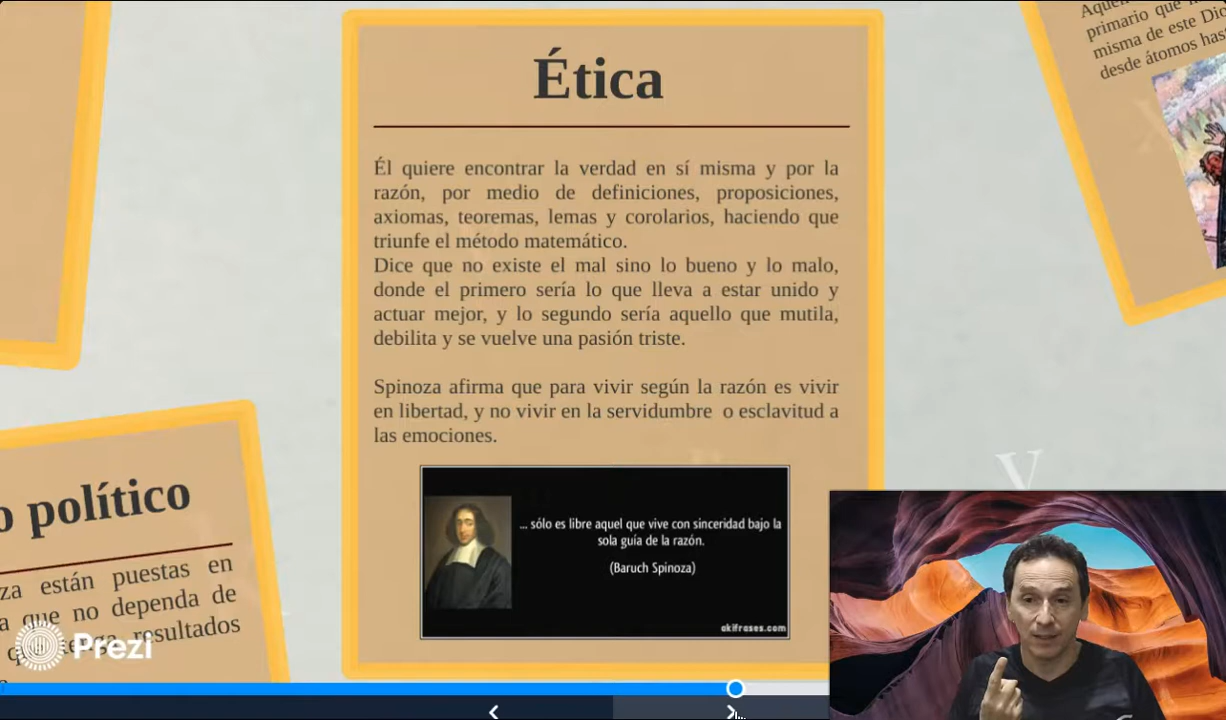 Ética
Él quiere encontrar la verdad en sí misma y por la
razón, por medio de definiciones, proposiciones,
axiomas, teoremas, lemas y corolarios, haciendo que
triunfe el método matemático.
Dice que no existe el mal sino lo bueno y lo malo,
donde el primero sería lo que lleva a estar unido y
actuar mejor, y lo segundo sería aquello que mutila,
debilita y se vuelve una pasión triste.
Spinoza afirma que para vivir según la razón es vivir
en libertad, y no vivir en la servidumbre o esclavitud a
las emociones.
... sólo es libre aquel que vive con sinceridad bajo la
sola guía de la razón.
(Baruch Spinoza)
akifrases.com
primario que
misma de este
desde átomos
político
están puestas en
que no dependa de
resultados
Prezi
V